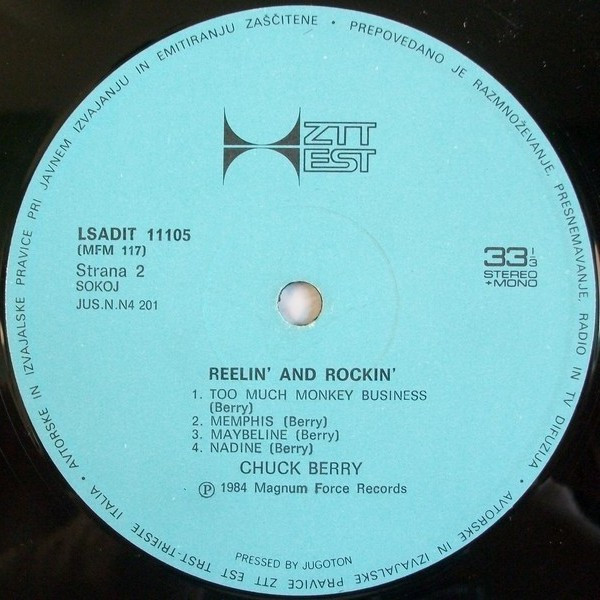 AVTORSKE IN IZVAJALSKE PRAVICE PRI JAVNEM IZVAJANJU IN EMITIRANJU ZAŠČITENE • PREPOVEDANO JE RAZMNOŽEVANJE, PRESNEMAVANJE, RADIO IN TV DIFUZIJA • AVTORSKE IN IZVAJALSKE PRAVICE ZTT EST TRST-TRIESTE ITALIA •
ZTT
EST
LSADIT 11105
(MFM 117)
Strana 2
SOKOJ
JUS.N.N4 201
33 1/3
STEREO
+MONO
REELIN' AND ROCKIN'
1. TOO MUCH MONKEY BUSINESS
(Berry)
2. MEMPHIS (Berry)
3. MAYBELINE (Berry)
4. NADINE (Berry)
CHUCK BERRY
Ⓟ 1984 Magnum Force Records
PRESSED BY JUGOTON